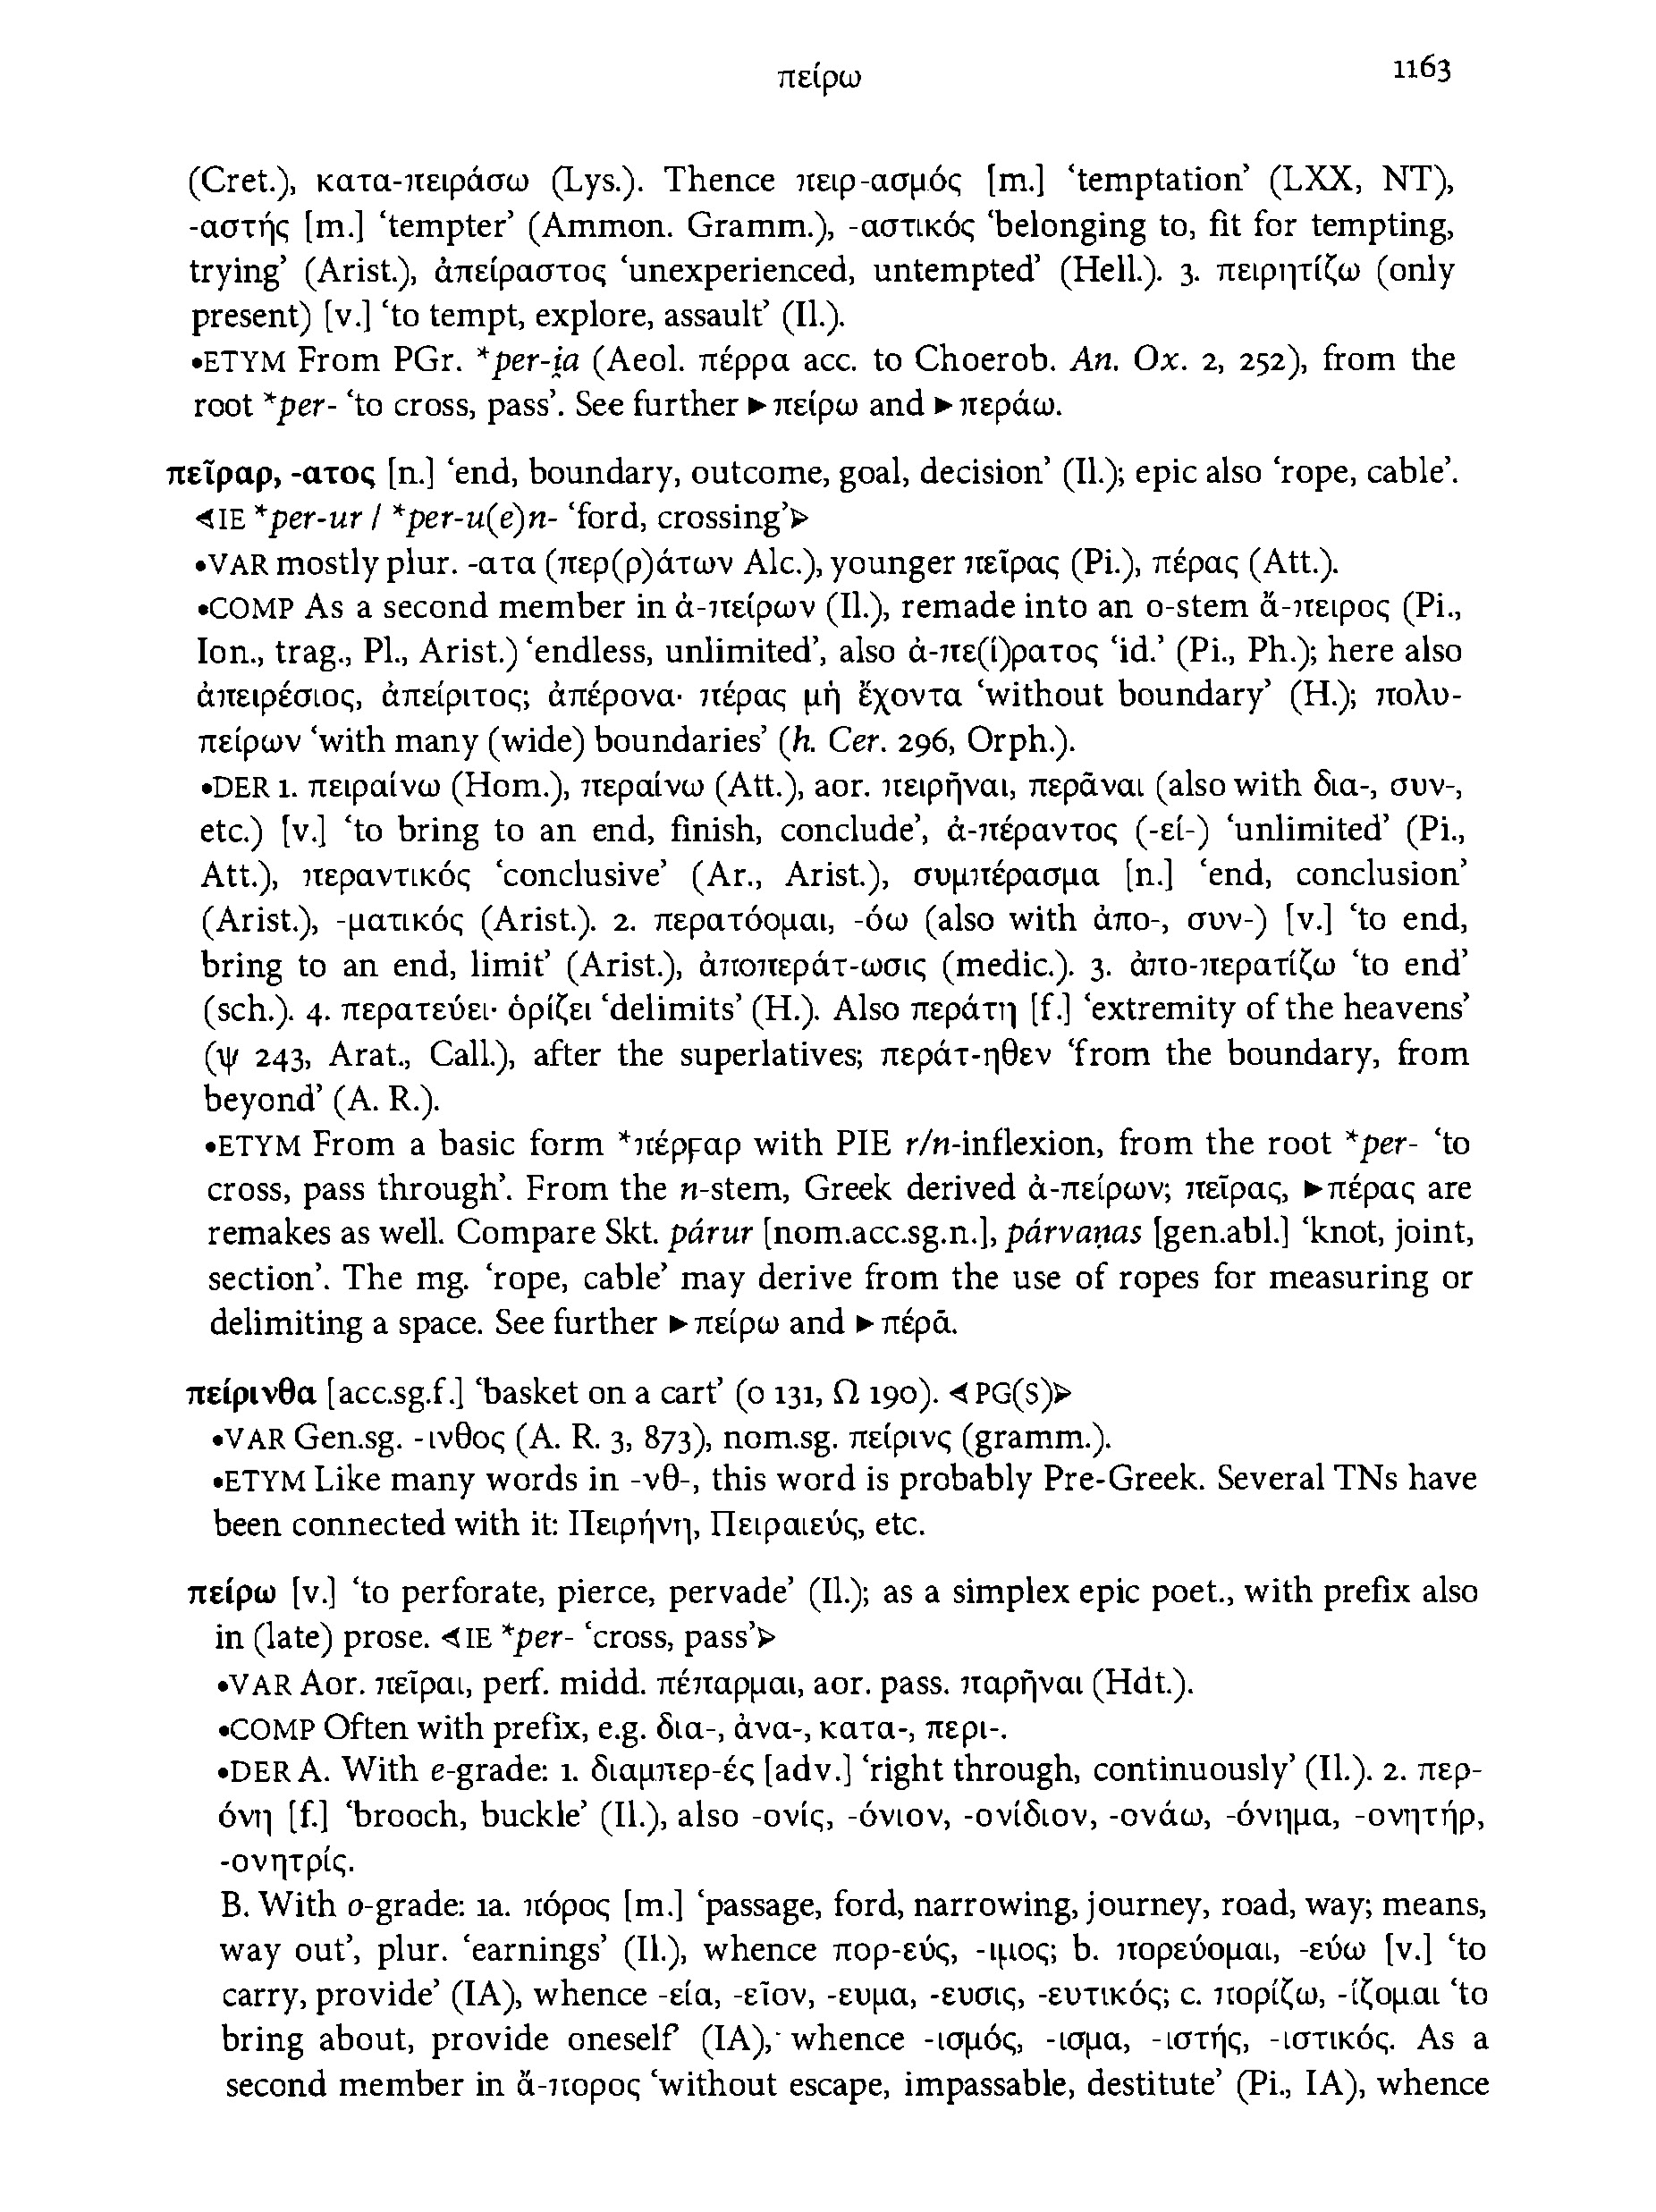 πείρω 1163
(Cret.), κατα-πειράσω (Lys.). Thence πειρ-ασμός [m.] ‘temptation’ (LXX, NT),
-αστής [m.] ‘tempter’ (Ammon. Gramm.), -αστικός ‘belonging to, fit for tempting,
trying’ (Arist.), ἀπείραστος ‘unexperienced, untempted’ (Hell.). 3. πειρητίζω (only
present) [v.] ‘to tempt, explore, assault’ (Il.).
•ETYM From PGr. *per-i̯a (Aeol. πέρρα acc. to Choerob. An. Ox. 2, 252), from the
root *per- ‘to cross, pass’. See further ►πείρω and ►περάω.
πεῖραρ, -ατος [n.] ‘end, boundary, outcome, goal, decision’ (Il.); epic also ‘rope, cable’.
⊲IE *per-ur / *per-u(e)n- ‘ford, crossing’⊳
•VAR mostly plur. -ατα (περ(ρ)άτων Alc.), younger πεῖρας (Pi.), πέρας (Att.).
•COMP As a second member in ἀ-πείρων (Il.), remade into an o-stem ἄ-πειρος (Pi.,
Ion., trag., Pl., Arist.) ‘endless, unlimited’, also ἀ-πε(ί)ρατος ‘id.’ (Pi., Ph.); here also
ἀπειρέσιος, ἀπείριτος; ἀπέρονα· πέρας μὴ ἔχοντα ‘without boundary’ (H.); πολυ-
πείρων ‘with many (wide) boundaries’ (h. Cer. 296, Orph.).
•DER 1. πειραίνω (Hom.), περαίνω (Att.), aor. πειρῆναι, περᾶναι (also with δια-, συν-,
etc.) [v.] ‘to bring to an end, finish, conclude’, ἀ-πέραντος (-εί-) ‘unlimited’ (Pi.,
Att.), περαντικός ‘conclusive’ (Ar., Arist.), συμπέρασμα [n.] ‘end, conclusion’
(Arist.), -ματικός (Arist.). 2. περατόομαι, -όω (also with ἀπο-, συν-) [v.] ‘to end,
bring to an end, limit’ (Arist.), ἀποπεράτ-ωσις (medic.). 3. ἀπο-περατίζω ‘to end’
(sch.). 4. περατεύει· ὁρίζει ‘delimits’ (H.). Also περάτη [f.] ‘extremity of the heavens’
(ψ 243, Arat., Call.), after the superlatives; περάτ-ηθεν ‘from the boundary, from
beyond’ (A. R.).
•ETYM From a basic form *πέρϝαρ with PIE r/n-inflexion, from the root *per- ‘to
cross, pass through’. From the n-stem, Greek derived ἀ-πείρων; πεῖρας, ►πέρας are
remakes as well. Compare Skt. párur [nom.acc.sg.n.], párvaṇas [gen.abl.] ‘knot, joint,
section’. The mg. ‘rope, cable’ may derive from the use of ropes for measuring or
delimiting a space. See further ►πείρω and ►πέρᾱ.
πείρινθα [acc.sg.f.] ‘basket on a cart’ (ο 131, Ω 190). ⊲PG(S)⊳
•VAR Gen.sg. -ινθος (A. R. 3, 873), nom.sg. πείρινς (gramm.).
•ETYM Like many words in -νθ-, this word is probably Pre-Greek. Several TNs have
been connected with it: Πειρήνη, Πειραιεύς, etc.
πείρω [v.] ‘to perforate, pierce, pervade’ (Il.); as a simplex epic poet., with prefix also
in (late) prose. ⊲IE *per- ‘cross, pass’⊳
•VAR Aor. πεῖραι, perf. midd. πέπαρμαι, aor. pass. παρῆναι (Hdt.).
•COMP Often with prefix, e.g. δια-, ἀνα-, κατα-, περι-.
•DER A. With e-grade: 1. διαμπερ-ές [adv.] ‘right through, continuously’ (Il.). 2. περ-
όνη [f.] ‘brooch, buckle’ (Il.), also -ονίς, -όνιον, -ονίδιον, -ονάω, -όνημα, -ονητήρ,
-ονητρίς.
B. With o-grade: 1a. πόρος [m.] ‘passage, ford, narrowing, journey, road, way; means,
way out’, plur. ‘earnings’ (Il.), whence πορ-εύς, -ιμος; b. πορεύομαι, -εύω [v.] ‘to
carry, provide’ (IA), whence -εία, -εῖον, -ευμα, -ευσις, -ευτικός; c. πορίζω, -ίζομαι ‘to
bring about, provide oneself’ (IA), whence -ισμός, -ισμα, -ιστής, -ιστικός. As a
second member in ἄ-πορος ‘without escape, impassable, destitute’ (Pi., IA), whence